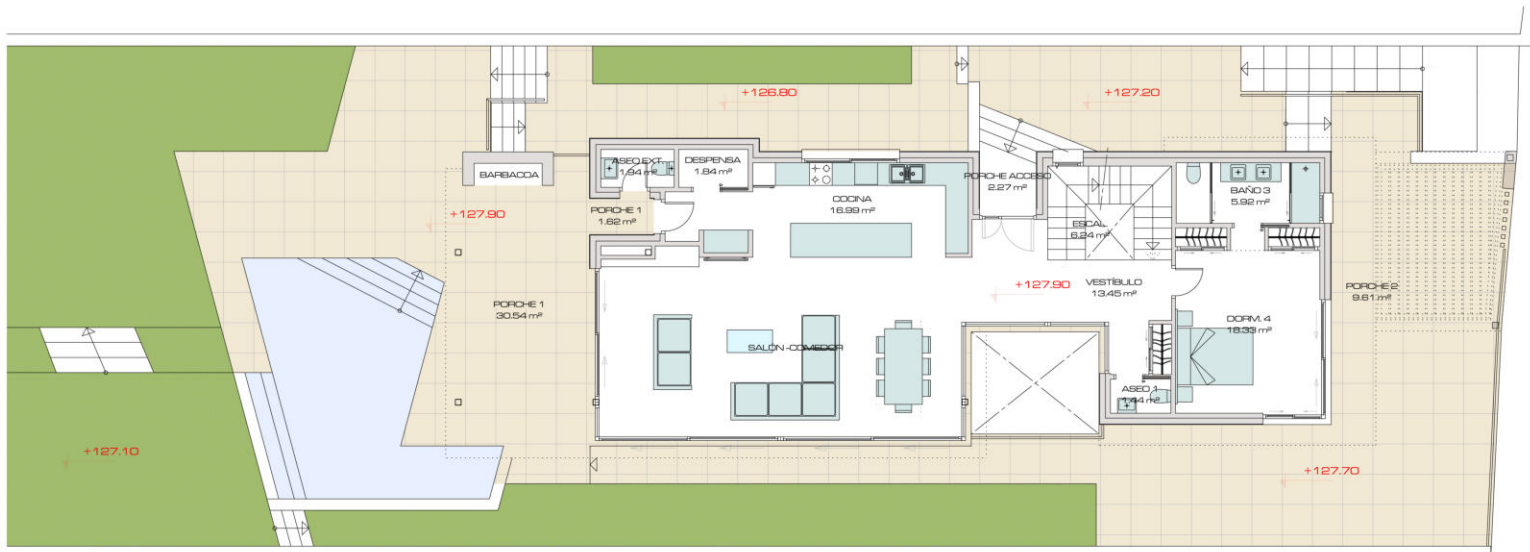 +126.80
+127.20
ASEO EXT.
1.94 m²
DESPENSA
1.84 m²
BARBACOA
PORCHE ACCESO
2.27 m²
BAÑO 3
5.92 m²
COCINA
16.99 m²
PORCHE 1
1.62 m²
+127.90
ESCAL.
6.24 m²
PORCHE 1
30.54 m²
+127.90
VESTÍBULO
13.45 m²
PORCHE 2
9.61 m²
DORM. 4
18.33 m²
SALÓN-COMEDOR
ASEO 1
1.44 m²
+127.10
+127.70